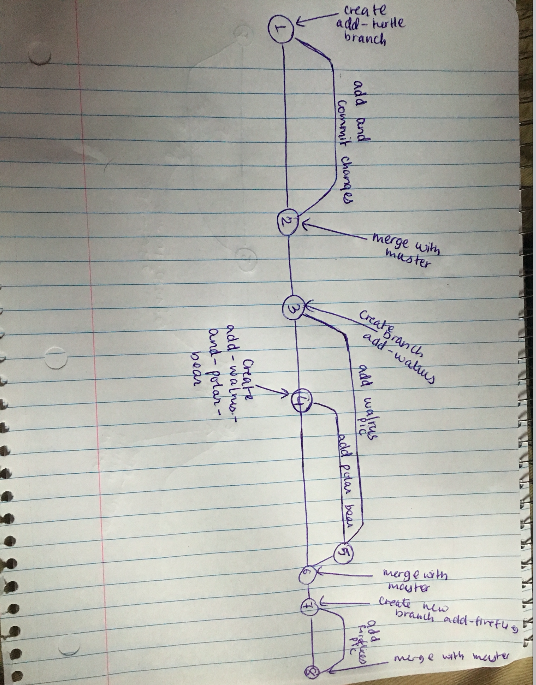 1
create
add-turtle
branch
add and
commit changes
2
merge with
master
3
create
branch
add-walrus
add walrus
pic
4
create
add-walrus-
and-polar-
bear
add polar bear
5
6
merge with
master
7
create new
branch add-fireflies
add
fireflies
pic
8
merge with master